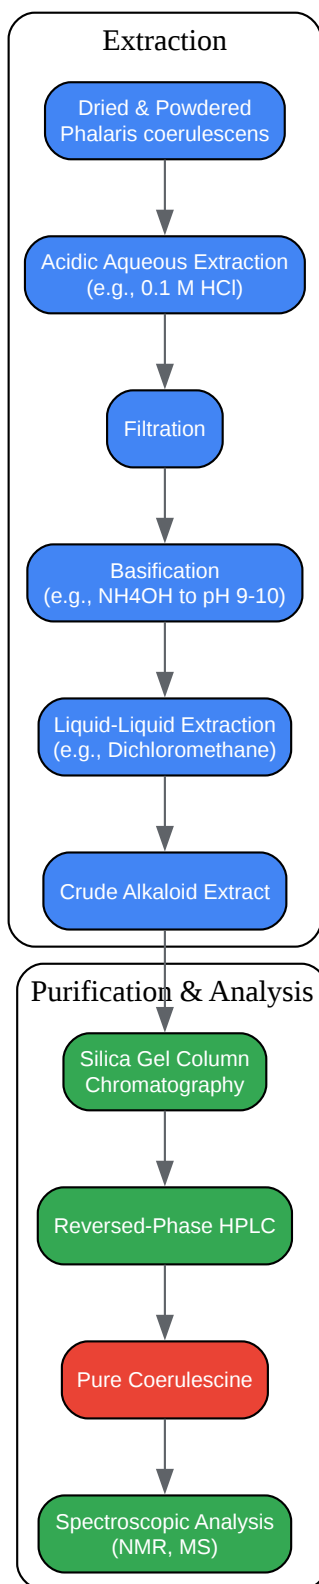 Extraction
Dried & Powdered
Phalaris coerulescens
Acidic Aqueous Extraction
(e.g., 0.1 M HCl)
Filtration
Basification
(e.g., NH4OH to pH 9-10)
Liquid-Liquid Extraction
(e.g., Dichloromethane)
Crude Alkaloid Extract
Purification & Analysis
Silica Gel Column
Chromatography
Reversed-Phase HPLC
Pure Coerulescine
Spectroscopic Analysis
(NMR, MS)